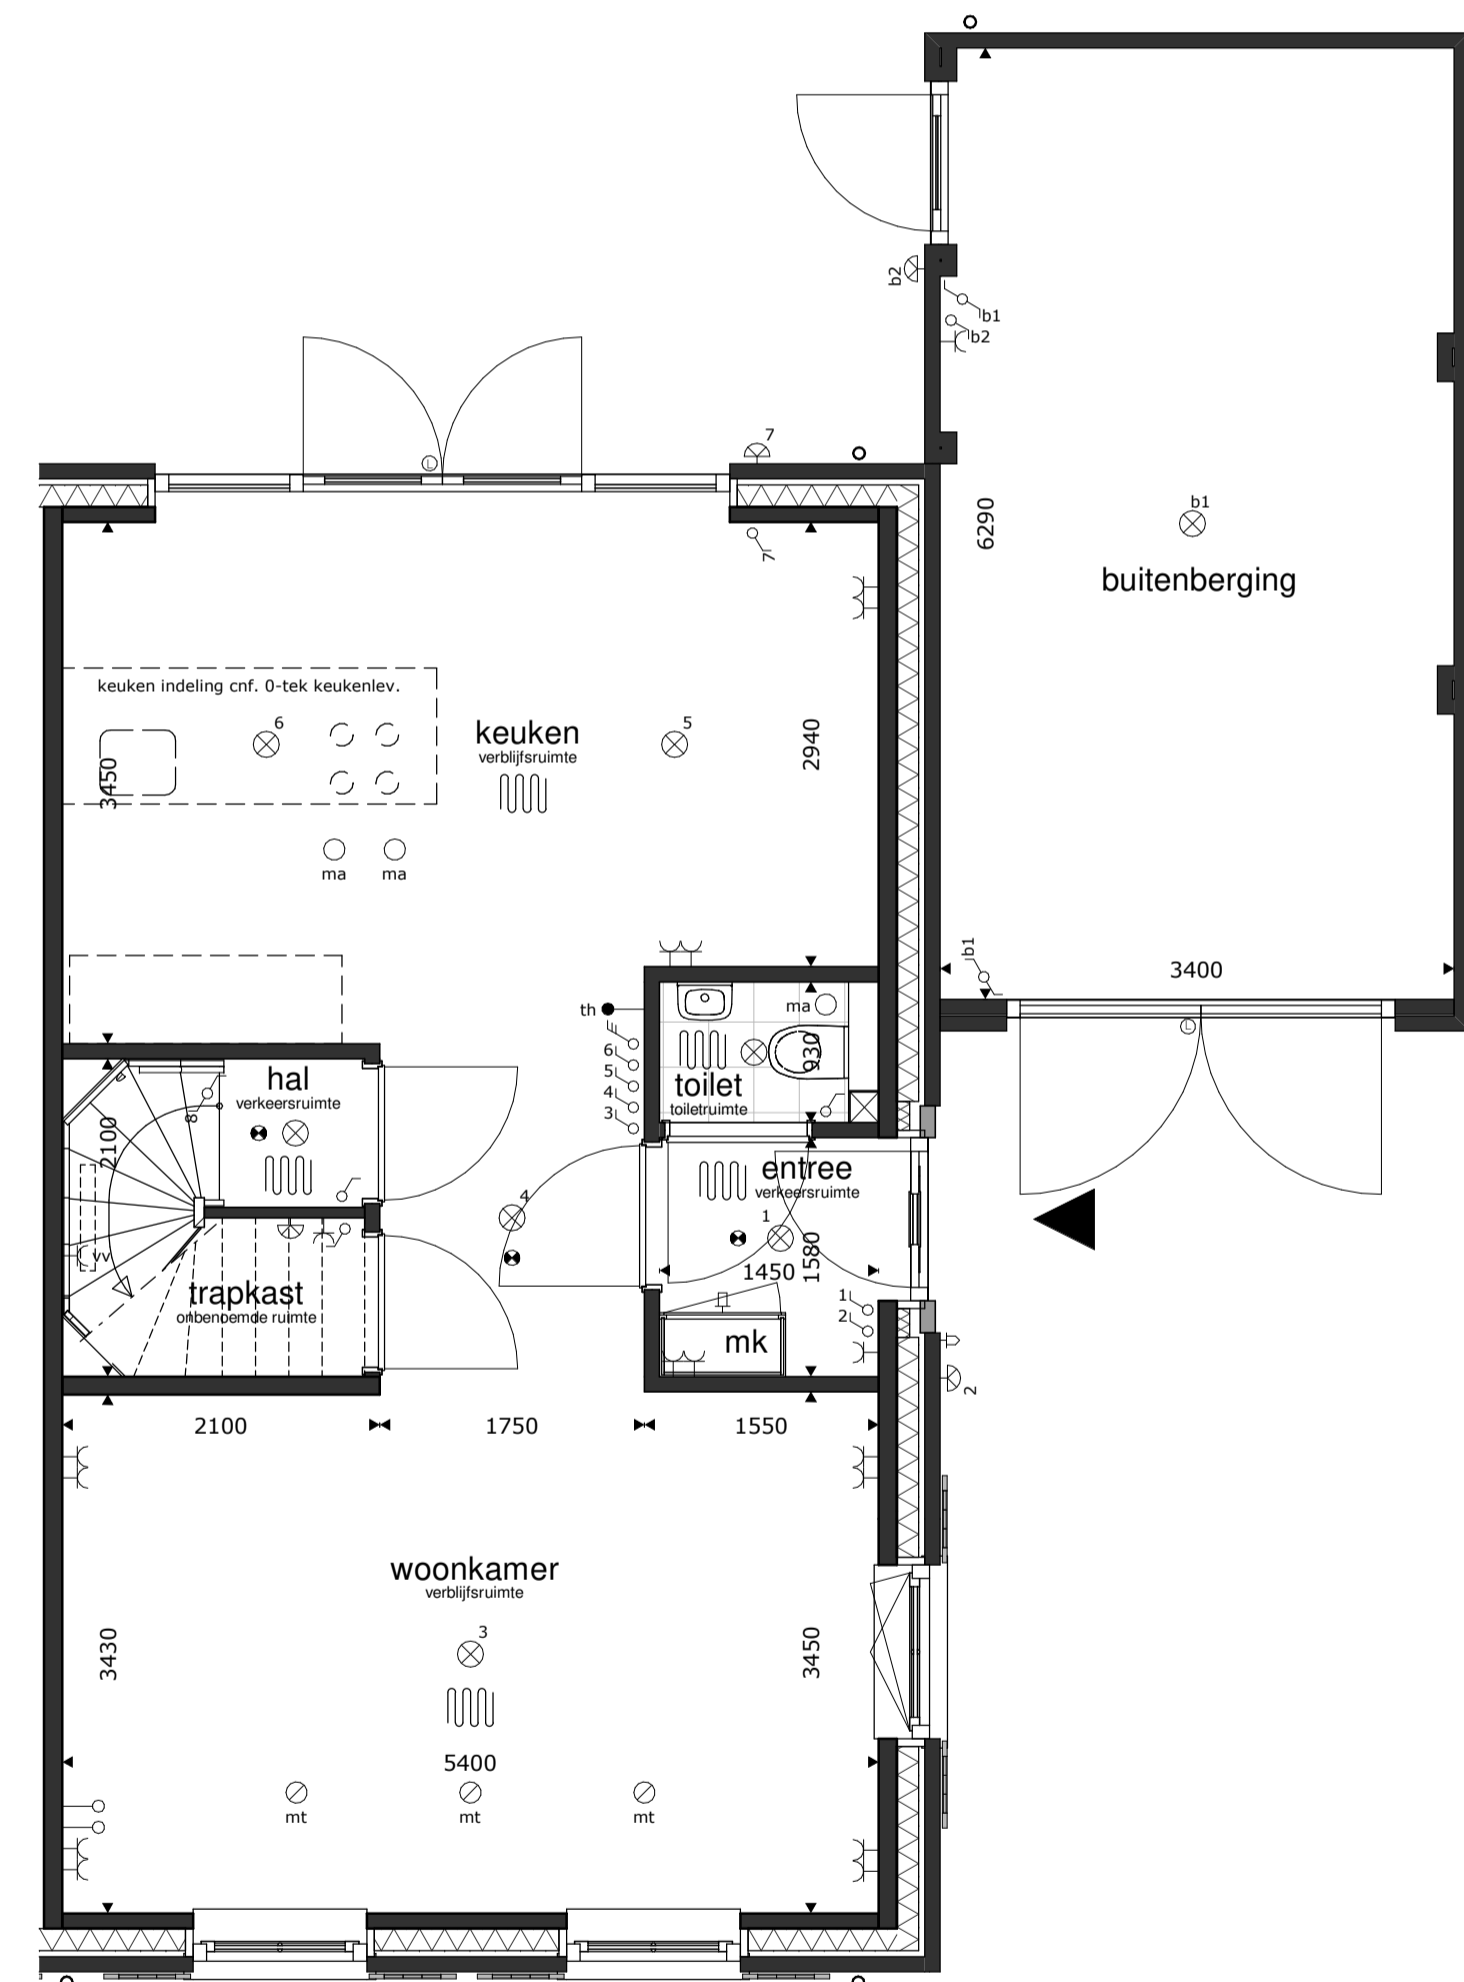 b2
b1
b2
7
7
6290
b1
buitenberging
keuken indeling cnf. 0-tek keukenlev.
6
keuken
verblijfsruimte
5
2940
3450
ma
ma
b1
3400
th
ma
6
5
4
3
930
toilet
toiletruimte
hal
verkeersruimte
8
2100
entree
verkeersruimte
4
1
1580
1450
vv
trapkast
onbenoemde ruimte
1
2
mk
2
2100
1750
1550
woonkamer
verblijfsruimte
3
3430
3450
5400
mt
mt
mt
L
L